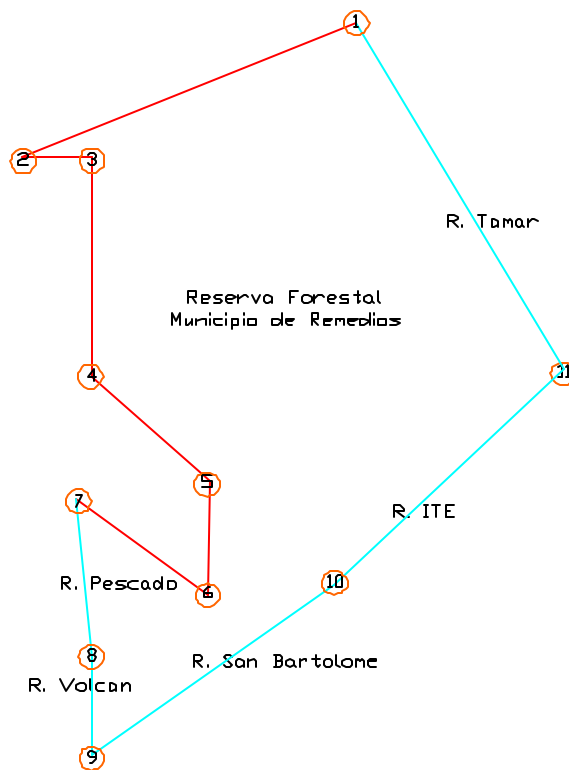 1
2
3
R. Tamar
Reserva Forestal
Municipio de Remedios
4
11
5
7
R. ITE
R. Pescado
10
6
8
R. San Bartolome
R. Volcan
9